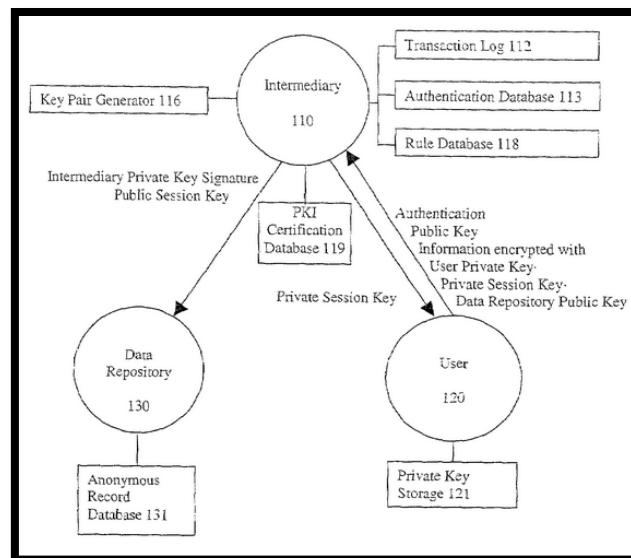 Transaction Log 112
Intermediary
110
Key Pair Generator 116
Authentication Database 113
Rule Database 118
Intermediary Private Key Signature
Public Session Key
PKI
Certification
Database 119
Authentication
Public Key
Information encrypted with
User Private Key·
Private Session Key·
Data Repository Public Key
Private Session Key
Data
Repository
130
User
120
Anonymous
Record
Database 131
Private Key
Storage 121